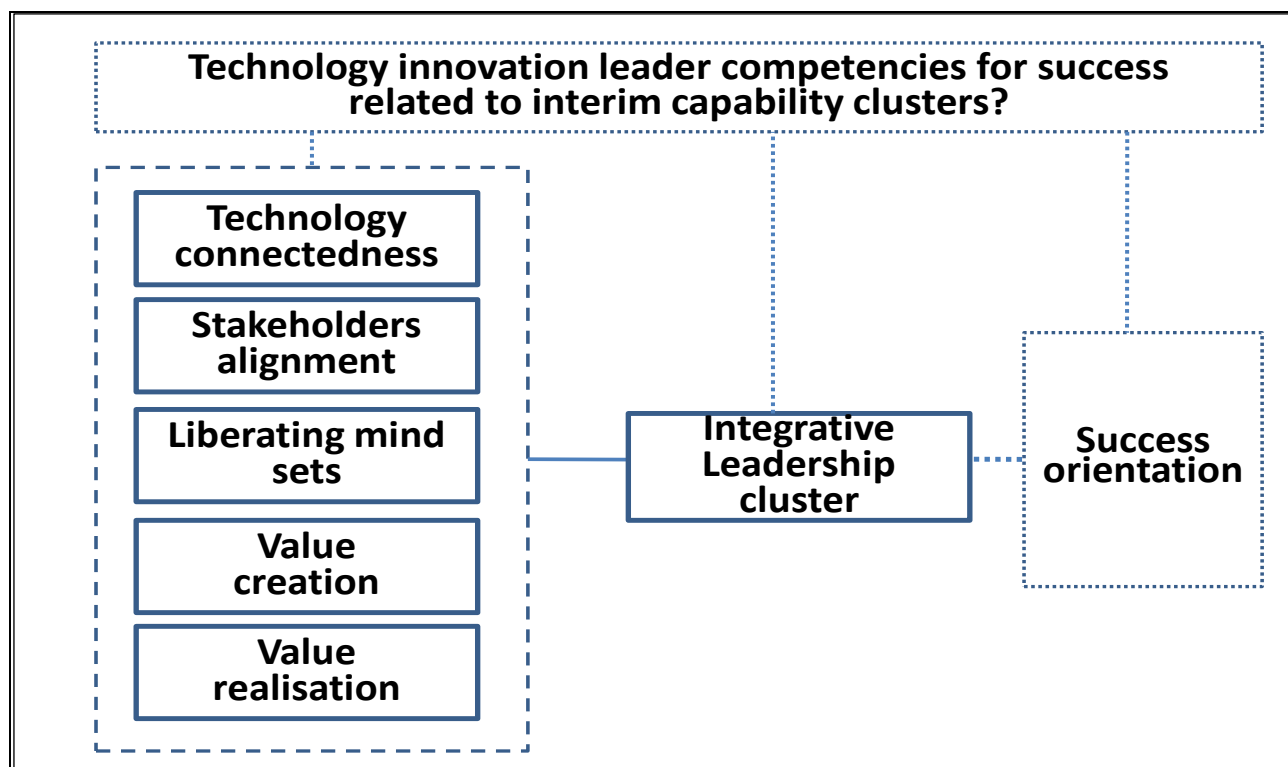 Technology innovation leader competencies for success
related to interim capability clusters?
Technology
connectedness
Stakeholders
alignment
Liberating mind
sets
Value
creation
Value
realisation
Integrative
Leadership
cluster
Success
orientation